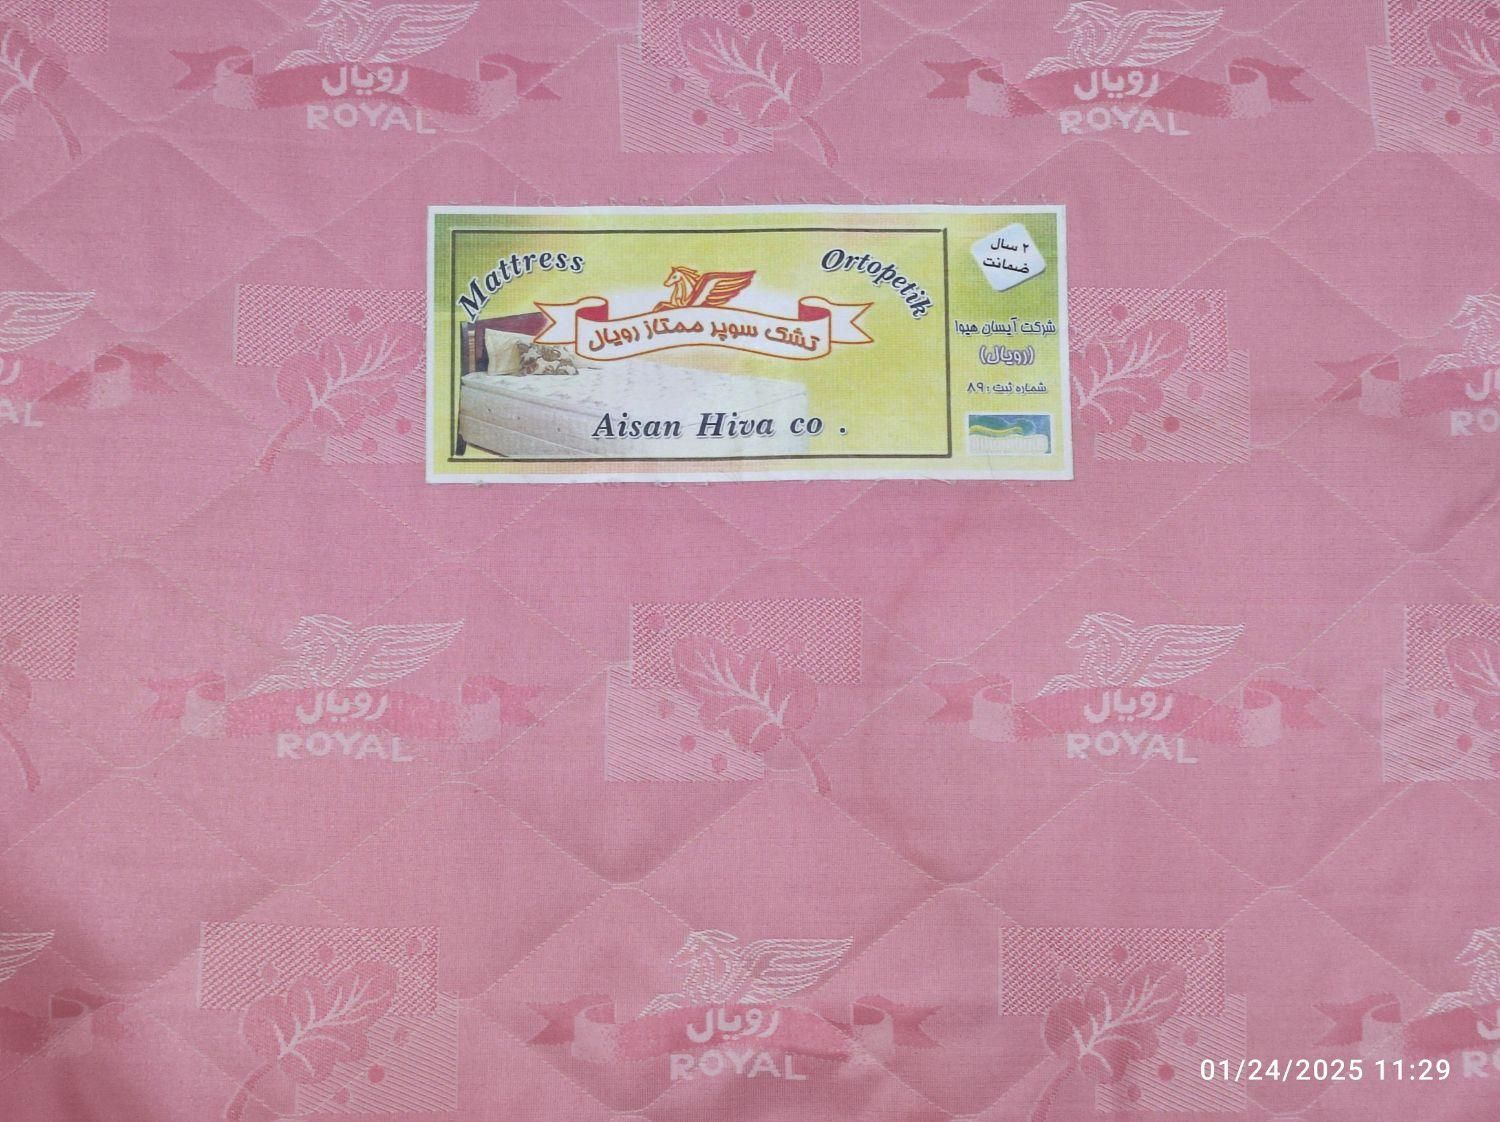 رویال
ROYAL
رویال
ROYAL
Mattress
Ortopetik
تشک سوپر ممتاز رویال
Aisan Hiva co .
۲ سال
ضمانت
شرکت آیسان هیوا
(رویال)
شماره ثبت : ۸۹
رویال
ROYAL
رویال
ROYAL
رویال
ROYAL
01/24/2025 11:29